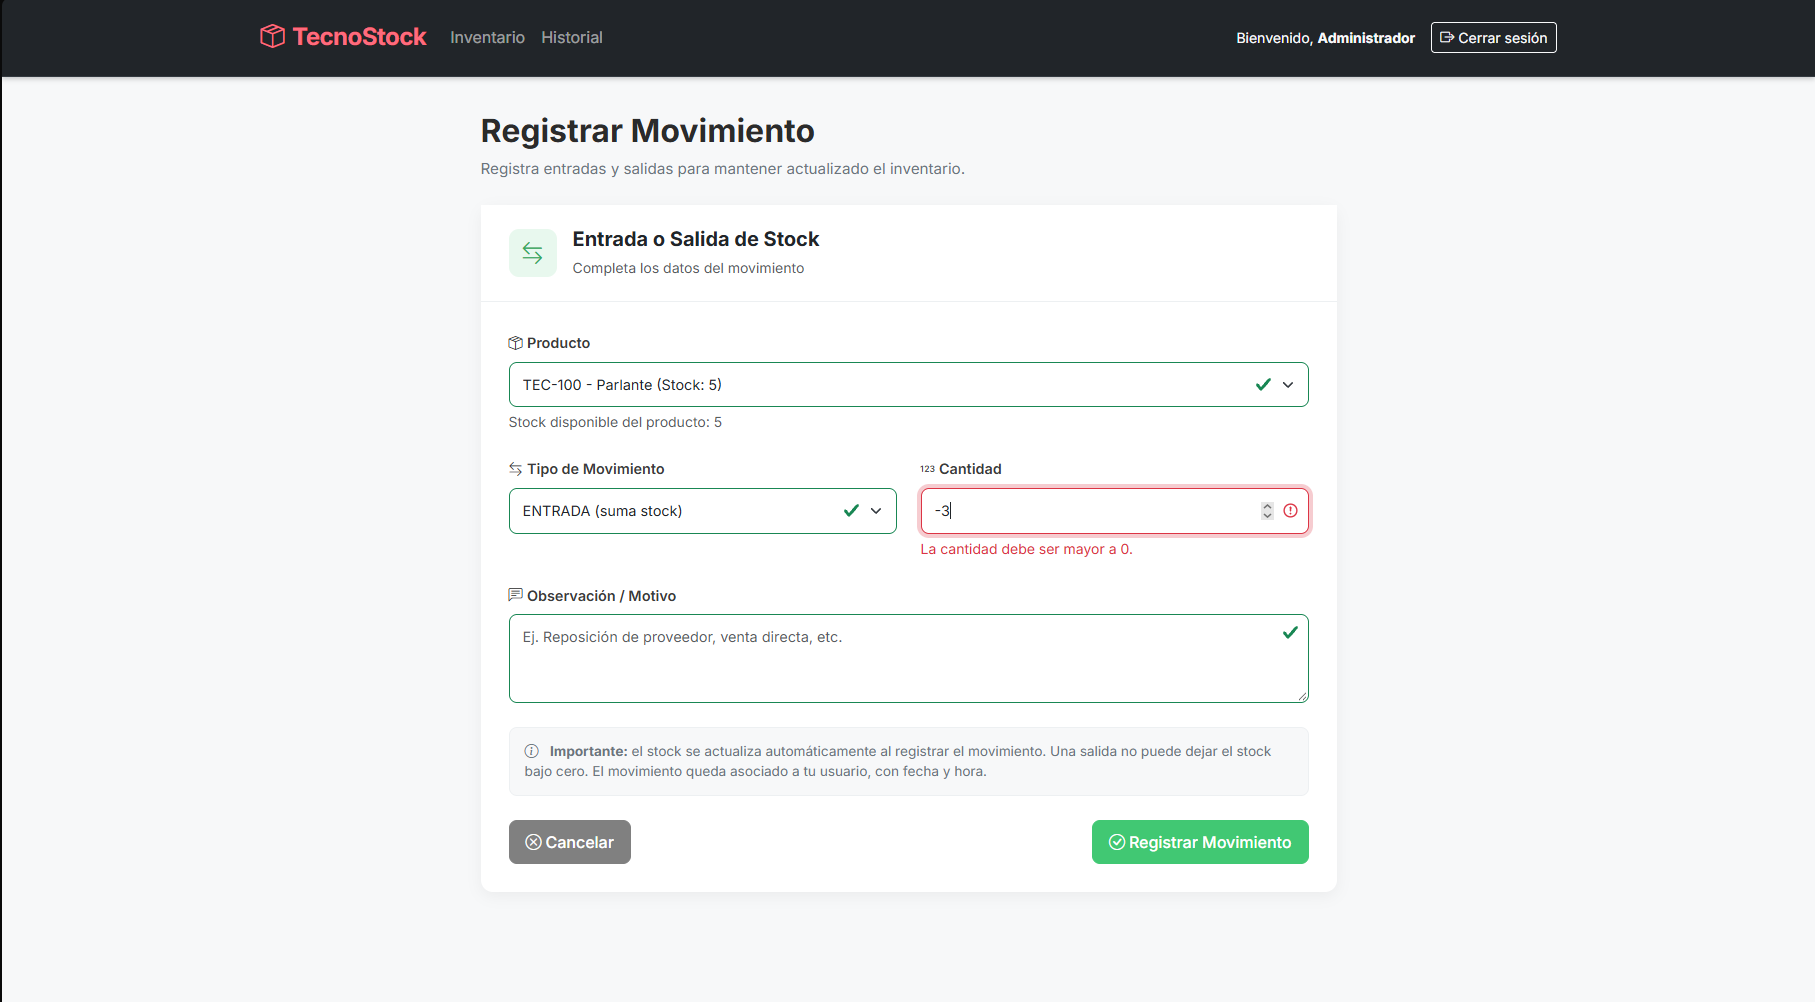 TecnoStock Inventario Historial Bienvenido, Administrador Cerrar sesión
Registrar Movimiento
Registra entradas y salidas para mantener actualizado el inventario.
Entrada o Salida de Stock
Completa los datos del movimiento
Producto
TEC-100 - Parlante (Stock: 5)
Stock disponible del producto: 5
Tipo de Movimiento
123 Cantidad
ENTRADA (suma stock)
-3
La cantidad debe ser mayor a 0.
Observación / Motivo
Ej. Reposición de proveedor, venta directa, etc.
Importante: el stock se actualiza automáticamente al registrar el movimiento. Una salida no puede dejar el stock
bajo cero. El movimiento queda asociado a tu usuario, con fecha y hora.
Cancelar
Registrar Movimiento